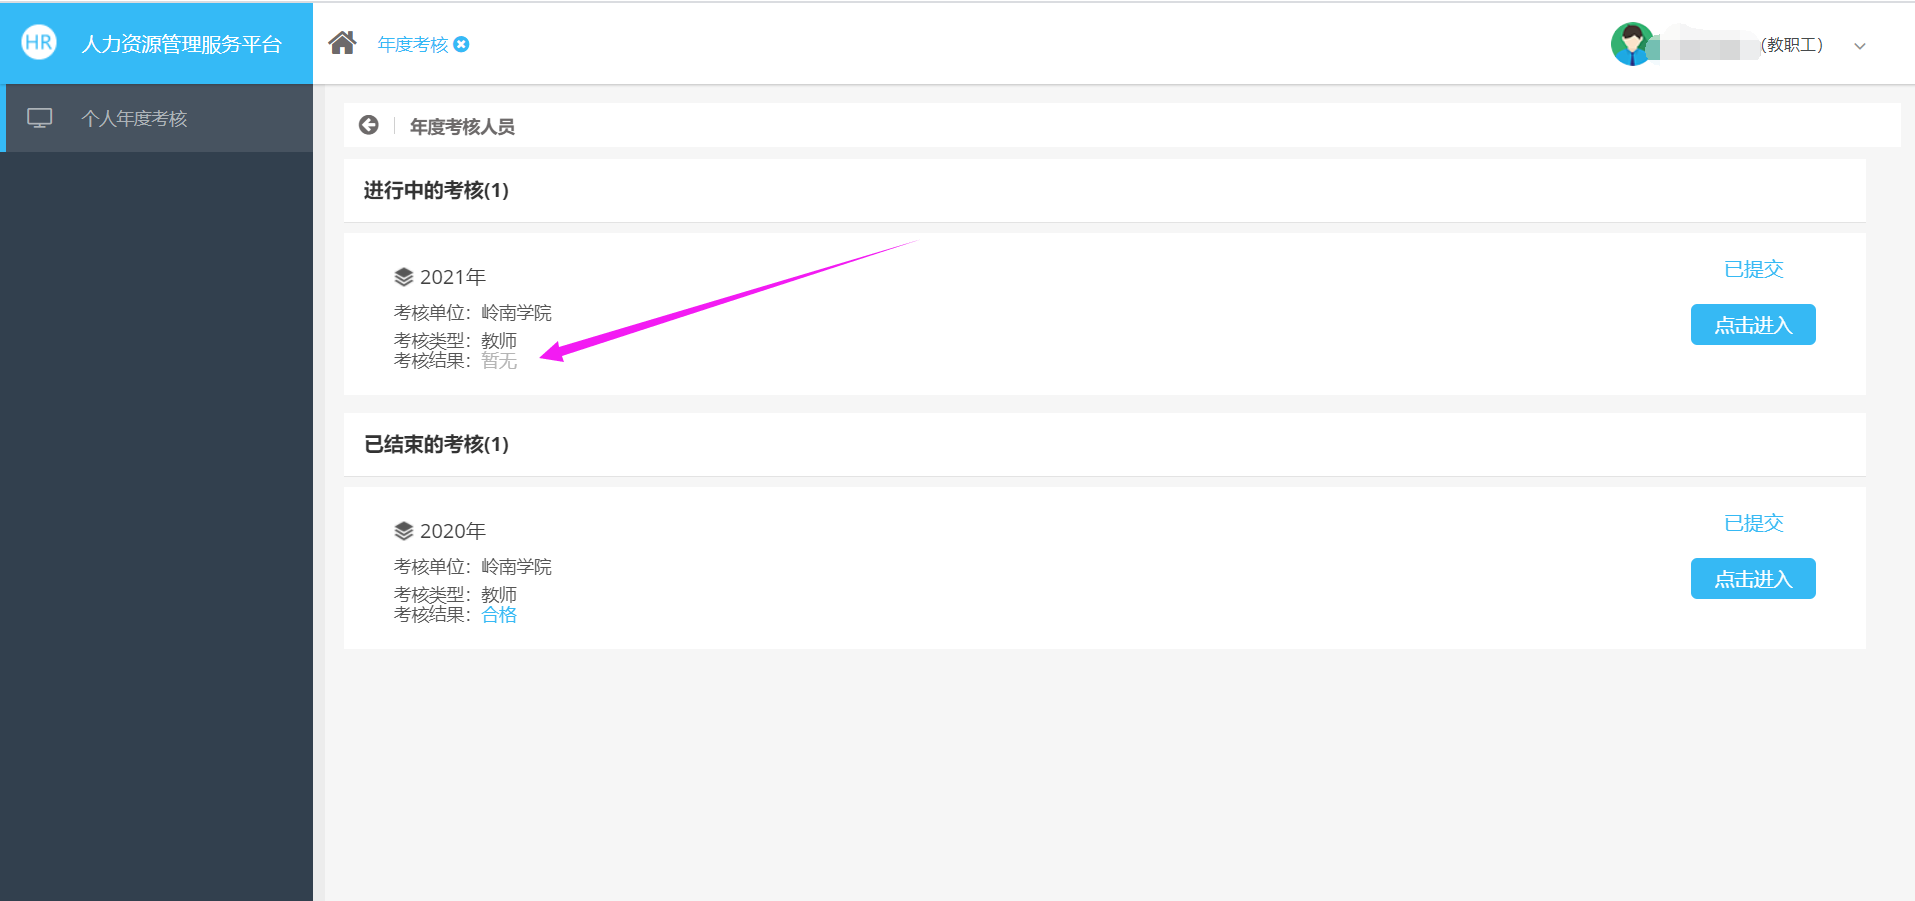 HR 人力资源管理服务平台
年度考核
(教职工)
个人年度考核
年度考核人员
进行中的考核(1)
2021年
已提交
考核单位：岭南学院
点击进入
考核类型：教师
考核结果：暂无
已结束的考核(1)
2020年
已提交
考核单位：岭南学院
点击进入
考核类型：教师
考核结果：合格